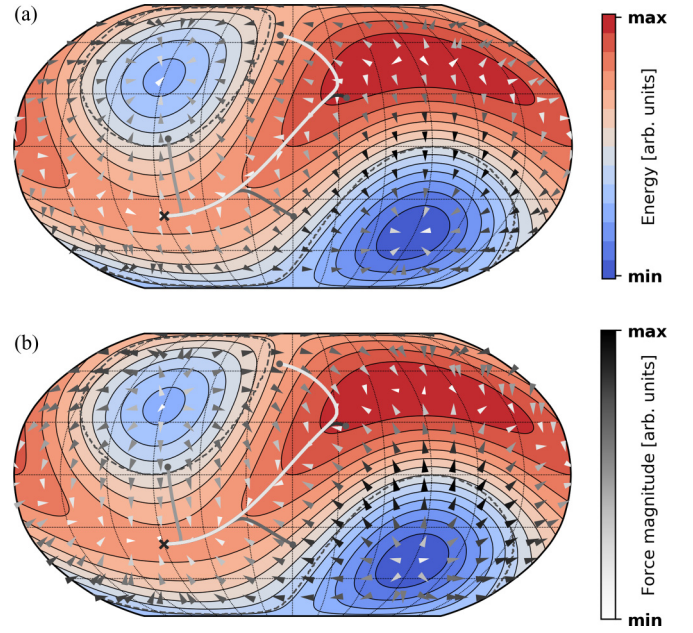 (a)
max
Energy [arb. units]
min
(b)
max
Force magnitude [arb. units]
min